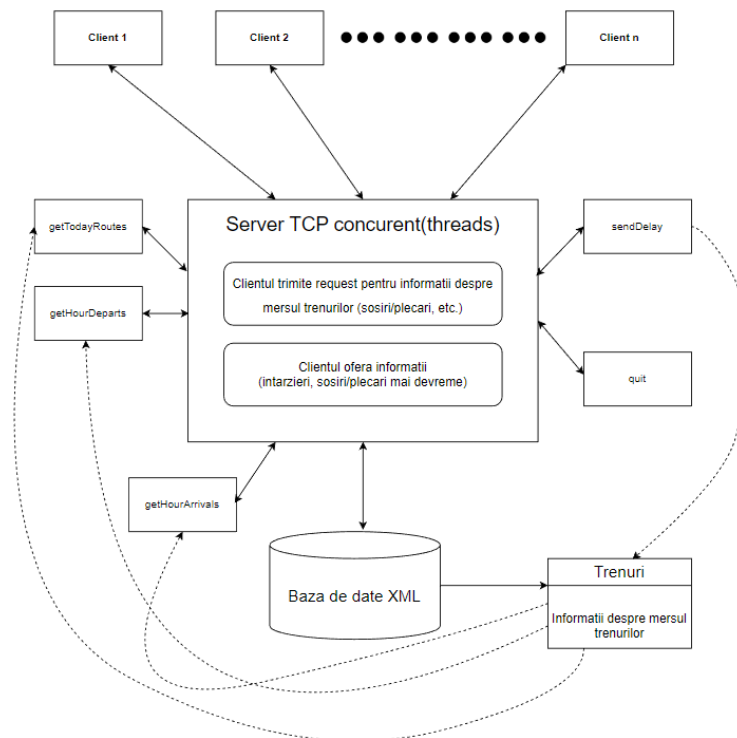 Client 1
Client 2
Client n
getTodayRoutes
Server TCP concurent(threads)
sendDelay
Clientul trimite request pentru informatii despre
mersul trenurilor (sosiri/plecari, etc.)
getHourDeparts
Clientul ofera informatii
(intarzieri, sosiri/plecari mai devreme)
quit
getHourArrivals
Baza de date XML
Trenuri
Informatii despre mersul
trenurilor